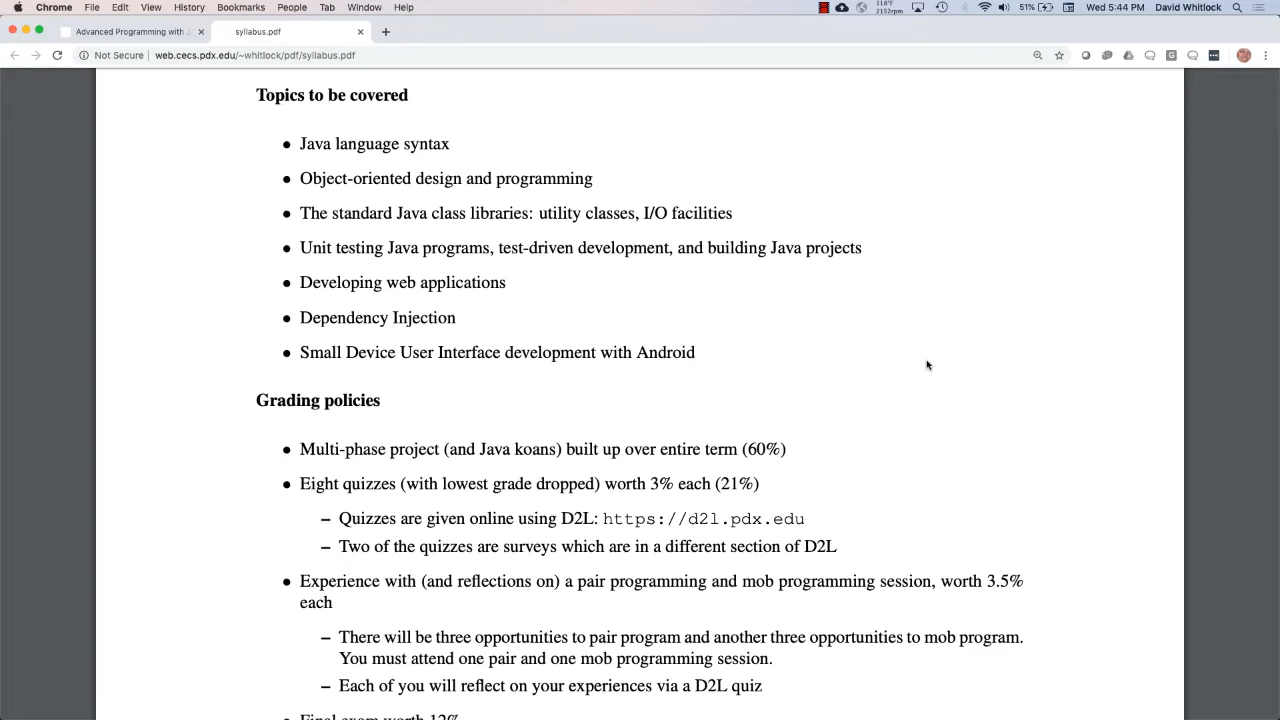 Chrome File Edit View History Bookmarks People Tab Window Help 118°F 2152rpm 51% Wed 5:44 PM David Whitlock
Advanced Programming with J syllabus.pdf
Not Secure | web.cecs.pdx.edu/~whitlock/pdf/syllabus.pdf
Topics to be covered
• Java language syntax
• Object-oriented design and programming
• The standard Java class libraries: utility classes, I/O facilities
• Unit testing Java programs, test-driven development, and building Java projects
• Developing web applications
• Dependency Injection
• Small Device User Interface development with Android
Grading policies
• Multi-phase project (and Java koans) built up over entire term (60%)
• Eight quizzes (with lowest grade dropped) worth 3% each (21%)
– Quizzes are given online using D2L: https://d2l.pdx.edu
– Two of the quizzes are surveys which are in a different section of D2L
• Experience with (and reflections on) a pair programming and mob programming session, worth 3.5%
each
– There will be three opportunities to pair program and another three opportunities to mob program.
You must attend one pair and one mob programming session.
– Each of you will reflect on your experiences via a D2L quiz
• Final exam worth 12%